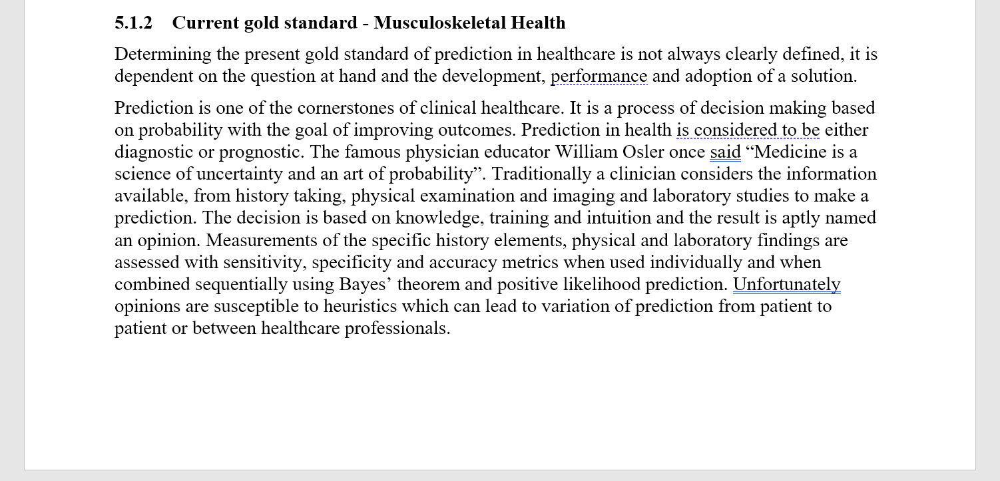 5.1.2 Current gold standard - Musculoskeletal Health
Determining the present gold standard of prediction in healthcare is not always clearly defined, it is
dependent on the question at hand and the development, performance and adoption of a solution.
Prediction is one of the cornerstones of clinical healthcare. It is a process of decision making based
on probability with the goal of improving outcomes. Prediction in health is considered to be either
diagnostic or prognostic. The famous physician educator William Osler once said “Medicine is a
science of uncertainty and an art of probability”. Traditionally a clinician considers the information
available, from history taking, physical examination and imaging and laboratory studies to make a
prediction. The decision is based on knowledge, training and intuition and the result is aptly named
an opinion. Measurements of the specific history elements, physical and laboratory findings are
assessed with sensitivity, specificity and accuracy metrics when used individually and when
combined sequentially using Bayes’ theorem and positive likelihood prediction. Unfortunately
opinions are susceptible to heuristics which can lead to variation of prediction from patient to
patient or between healthcare professionals.